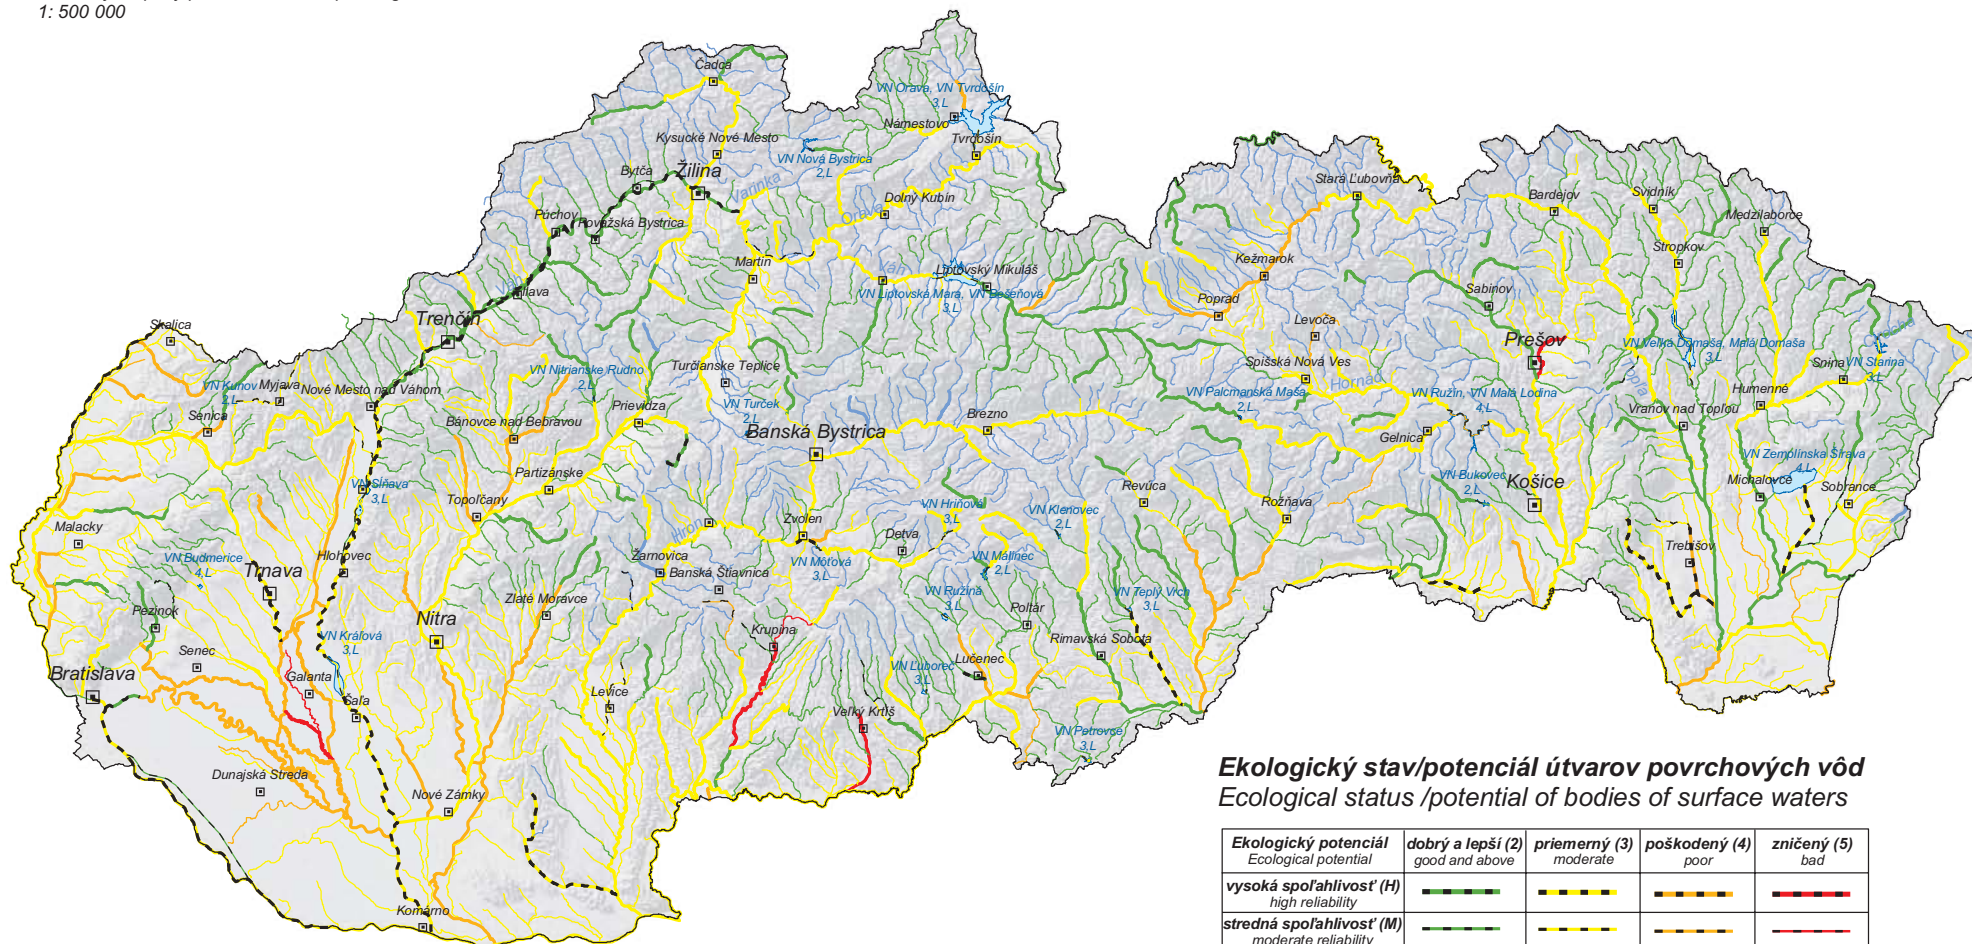 1: 500 000
Čadca
VN Orava, VN Tvrdošín
3,L
Námestovo
Tvrdošín
Kysucké Nové Mesto
VN Nová Bystrica
2,L
Bytča
Žilina
Varínka
Stará Ľubovňa
Bardejov
Svidník
Medzilaborce
Dolný Kubín
Orava
Púchov
Považská Bystrica
Stropkov
Martin
Liptovský Mikuláš
VN Liptovská Mara, VN Bešeňová
3,L
Kežmarok
Poprad
Sabinov
Levoča
Prešov
Trenčín
Skalica
VN Veľká Domaša, Malá Domaša
3,L
Snina
VN Starina
3,L
Spišská Nová Ves
Hornád
VN Nitrianske Rudno
2,L
Turčianske Teplice
VN Kunov
2,L
Myjava
Nové Mesto nad Váhom
Senica
Prievidza
VN Turček
2,L
Banská Bystrica
Brezno
VN Palcmanská Maša
2,L
VN Ružín, VN Malá Lodina
4,L
Humenné
Vranov nad Topľou
Bánovce nad Bebravou
Gelnica
VN Zemplínska Šírava
4,L
Michalovce
Sobrance
Partizánske
VN Sĺňava
3,L
Topoľčany
Revúca
Rožňava
VN Bukovec
2,L
Košice
VN Hriňová
3,L
VN Klenovec
2,L
Hron
Zvolen
Detva
Malacky
VN Budmerice
4,L
Hlohovec
Trnava
Žarnovica
Banská Štiavnica
VN Môťová
3,L
VN Málinec
2,L
VN Ružiná
3,L
VN Teplý Vrch
3,L
Trebišov
Pezinok
Zlaté Moravce
Nitra
Krupina
Poltár
Rimavská Sobota
VN Kráľová
3,L
Senec
Bratislava
Galanta
Šaľa
Levice
Lučenec
VN Ľuborec
3,L
Veľký Krtíš
VN Petrovce
3,L
Dunajská Streda
Nové Zámky
Komárno
Ekologický stav/potenciál útvarov povrchových vôd
Ecological status /potential of bodies of surface waters
Ekologický potenciál dobrý a lepší (2) priemerný (3) poškodený (4) zničený (5)
Ecological potential good and above moderate poor bad
vysoká spoľahlivosť (H)
high reliability
stredná spoľahlivosť (M)
moderate reliability